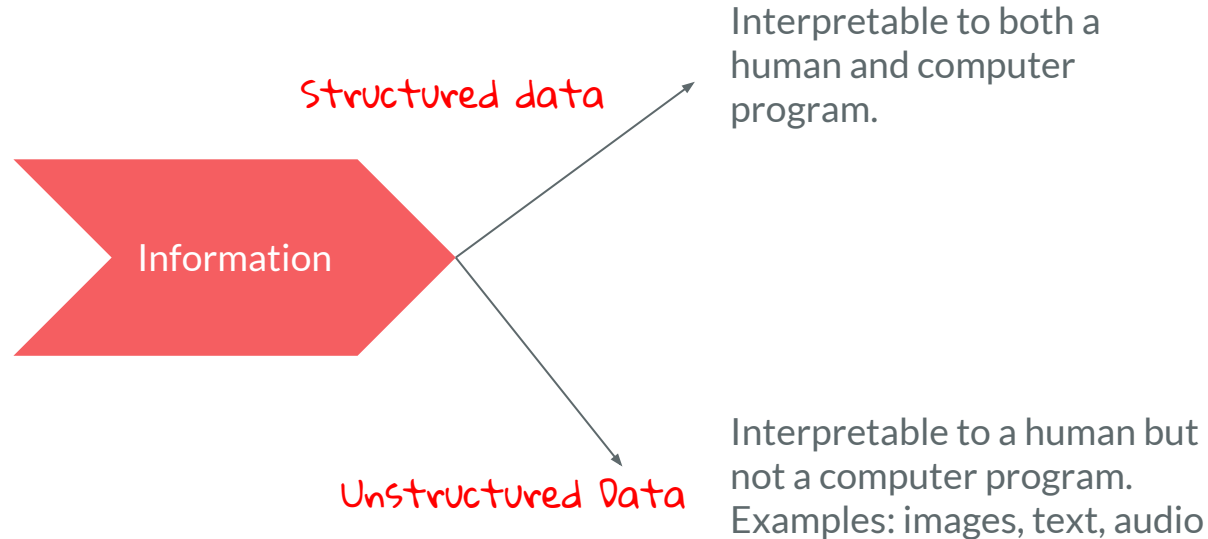 Interpretable to both a
human and computer
program.
Structured data
Information
Unstructured Data
Interpretable to a human but
not a computer program.
Examples: images, text, audio